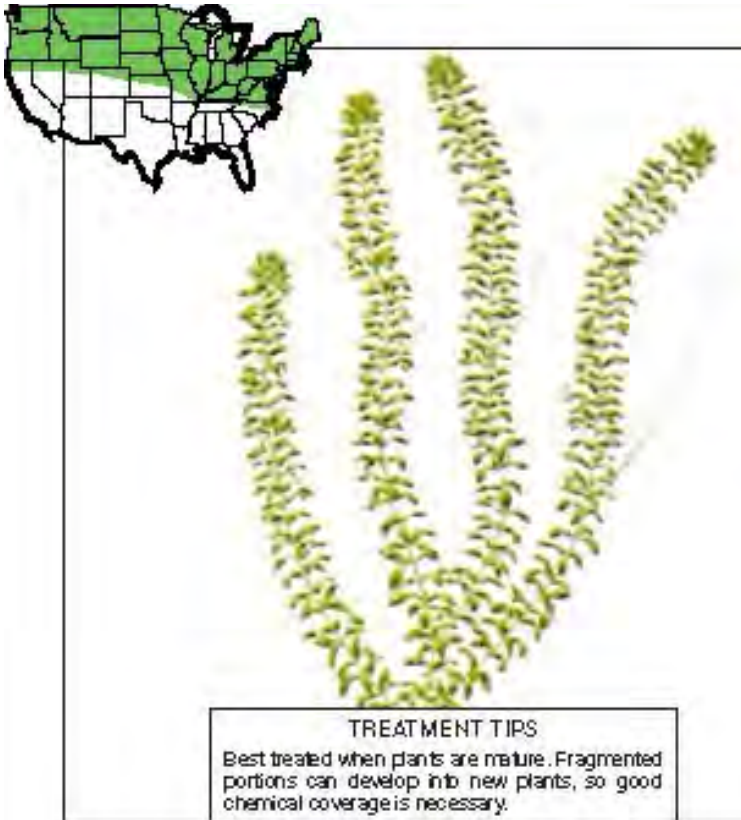 TREATMENT TIPS
Best treated when plants are mature. Fragmented
portions can develop into new plants, so good
chemical coverage is necessary.